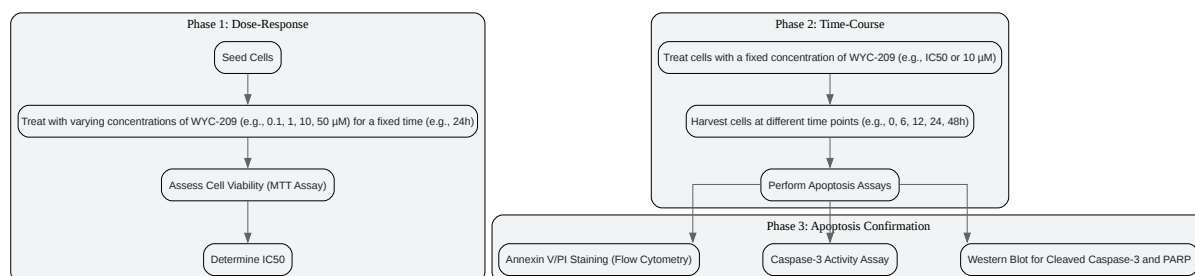 Phase 1: Dose-Response
Seed Cells
Treat with varying concentrations of WYC-209 (e.g., 0.1, 1, 10, 50 μM) for a fixed time (e.g., 24h)
Assess Cell Viability (MTT Assay)
Determine IC50
Phase 2: Time-Course
Treat cells with a fixed concentration of WYC-209 (e.g., IC50 or 10 μM)
Harvest cells at different time points (e.g., 0, 6, 12, 24, 48h)
Perform Apoptosis Assays
Phase 3: Apoptosis Confirmation
Annexin V/PI Staining (Flow Cytometry)
Caspase-3 Activity Assay
Western Blot for Cleaved Caspase-3 and PARP